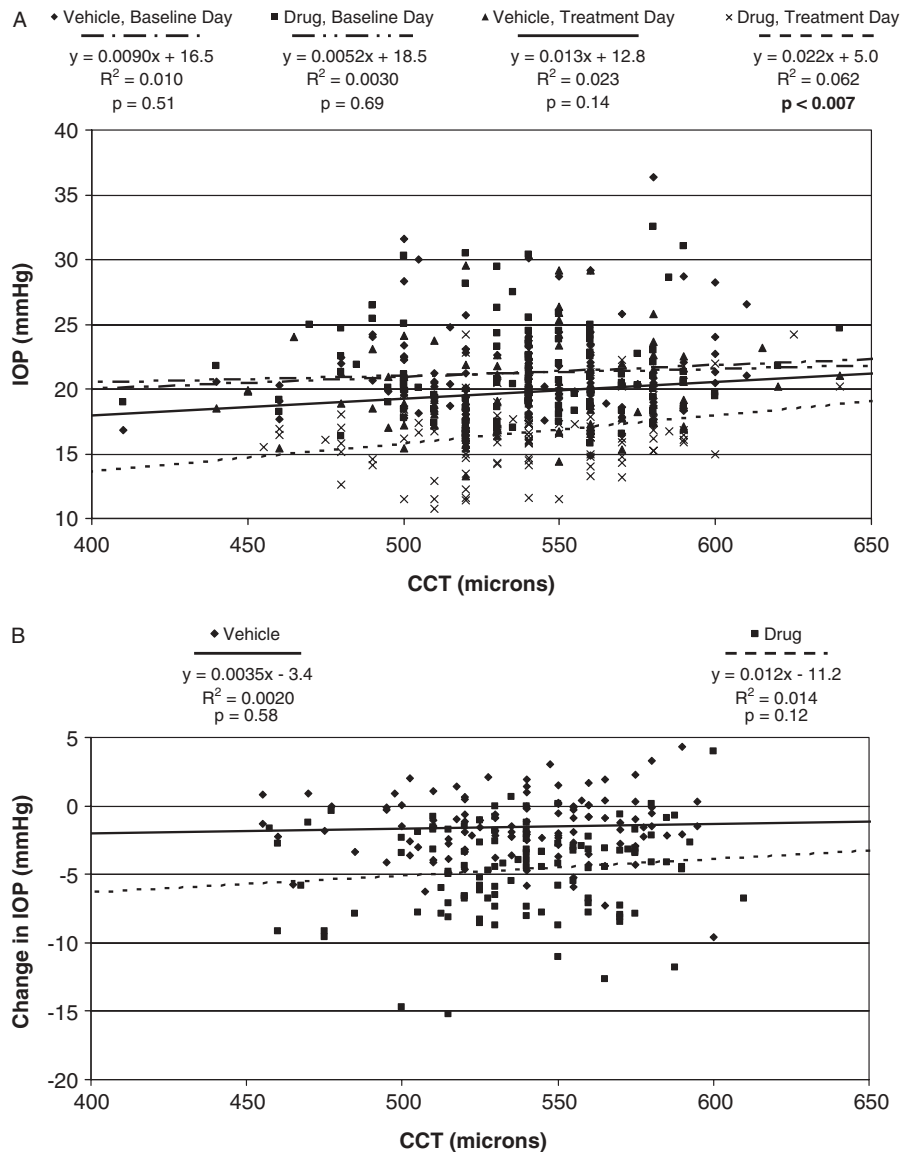 A
Vehicle, Baseline Day Drug, Baseline Day Vehicle, Treatment Day Drug, Treatment Day
y = 0.0090x + 16.5 y = 0.0052x + 18.5 y = 0.013x + 12.8 y = 0.022x + 5.0
R² = 0.010 R² = 0.0030 R² = 0.023 R² = 0.062
p = 0.51 p = 0.69 p = 0.14 p < 0.007
40
35
30
25
20
15
10
IOP (mmHg)
400 450 500 550 600 650
CCT (microns)
B
Vehicle Drug
y = 0.0035x - 3.4 y = 0.012x - 11.2
R² = 0.0020 R² = 0.014
p = 0.58 p = 0.12
5
0
-5
-10
-15
-20
Change in IOP (mmHg)
400 450 500 550 600 650
CCT (microns)